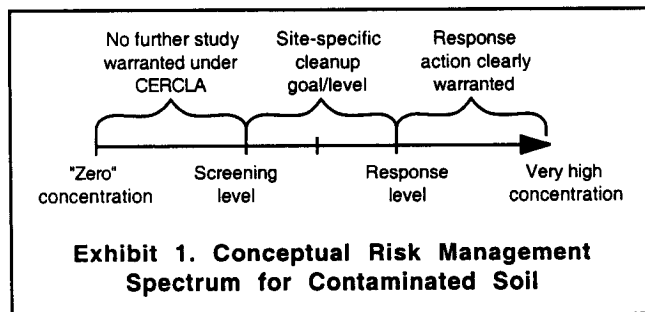 No further study
warranted under
CERCLA
Site-specific
cleanup
goal/level
Response
action clearly
warranted
"Zero"
concentration
Screening
level
Response
level
Very high
concentration
Exhibit 1. Conceptual Risk Management
Spectrum for Contaminated Soil